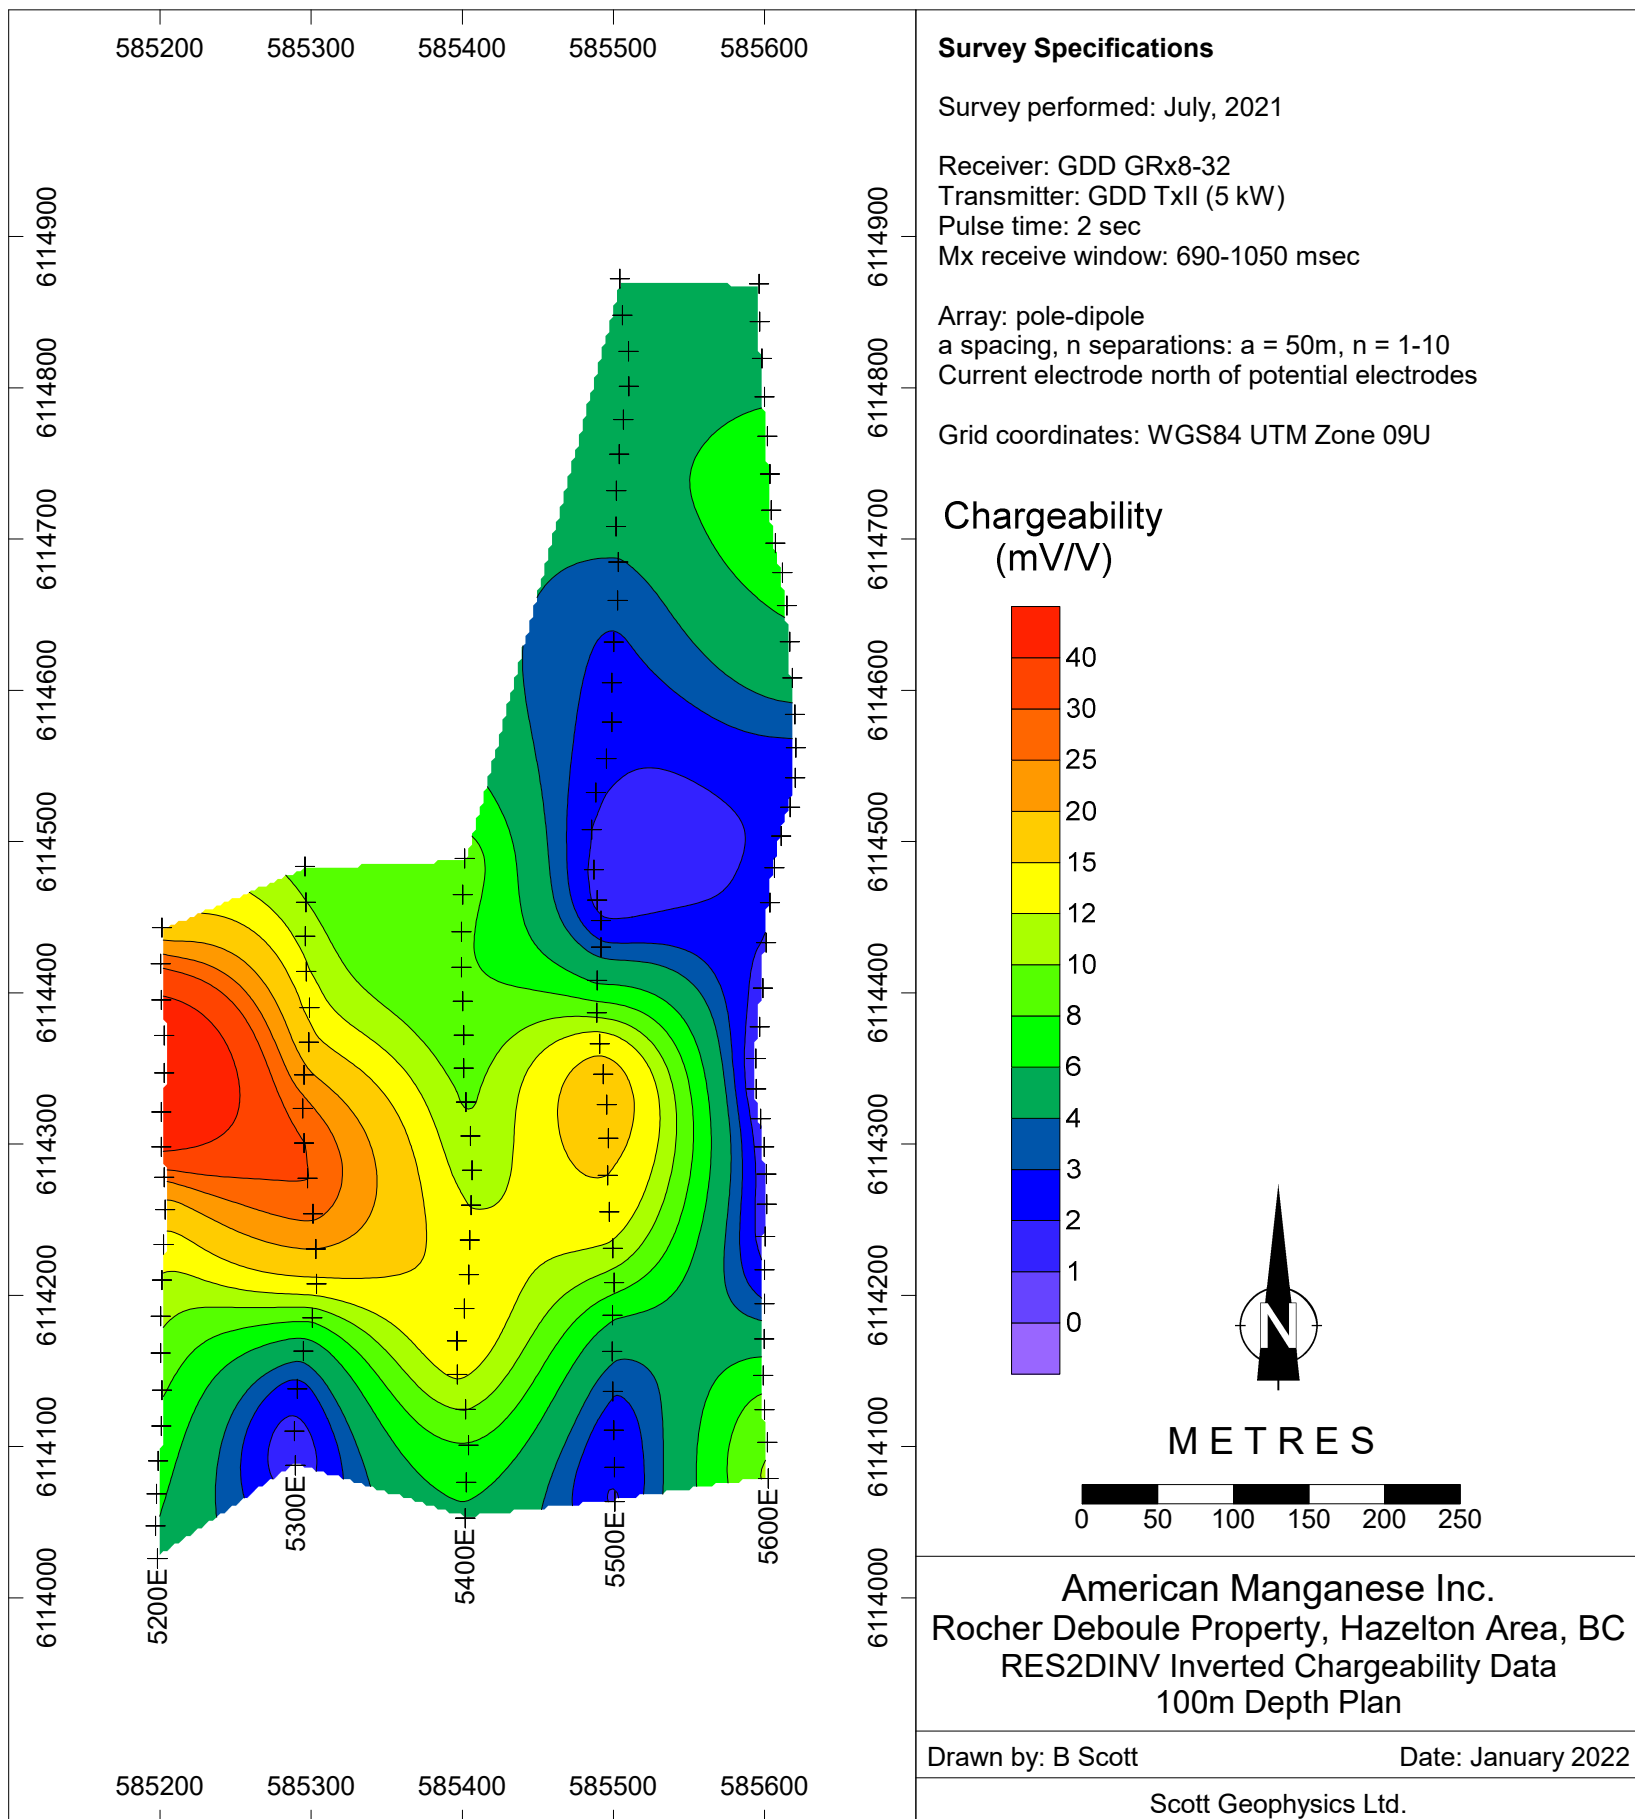 585200 585300 585400 585500 585600
6114900 6114900
6114800 6114800
6114700 6114700
6114600 6114600
6114500 6114500
6114400 6114400
6114300 6114300
6114200 6114200
6114100 6114100
6114000 6114000
5200E
5300E
5400E
5500E
5600E
585200 585300 585400 585500 585600
Survey Specifications
Survey performed: July, 2021
Receiver: GDD GRx8-32
Transmitter: GDD TxII (5 kW)
Pulse time: 2 sec
Mx receive window: 690-1050 msec
Array: pole-dipole
a spacing, n separations: a = 50m, n = 1-10
Current electrode north of potential electrodes
Grid coordinates: WGS84 UTM Zone 09U
Chargeability
(mV/V)
40
30
25
20
15
12
10
8
6
4
3
2
1
0
N
METRES
0 50 100 150 200 250
American Manganese Inc.
Rocher Deboule Property, Hazelton Area, BC
RES2DINV Inverted Chargeability Data
100m Depth Plan
Drawn by: B Scott Date: January 2022
Scott Geophysics Ltd.